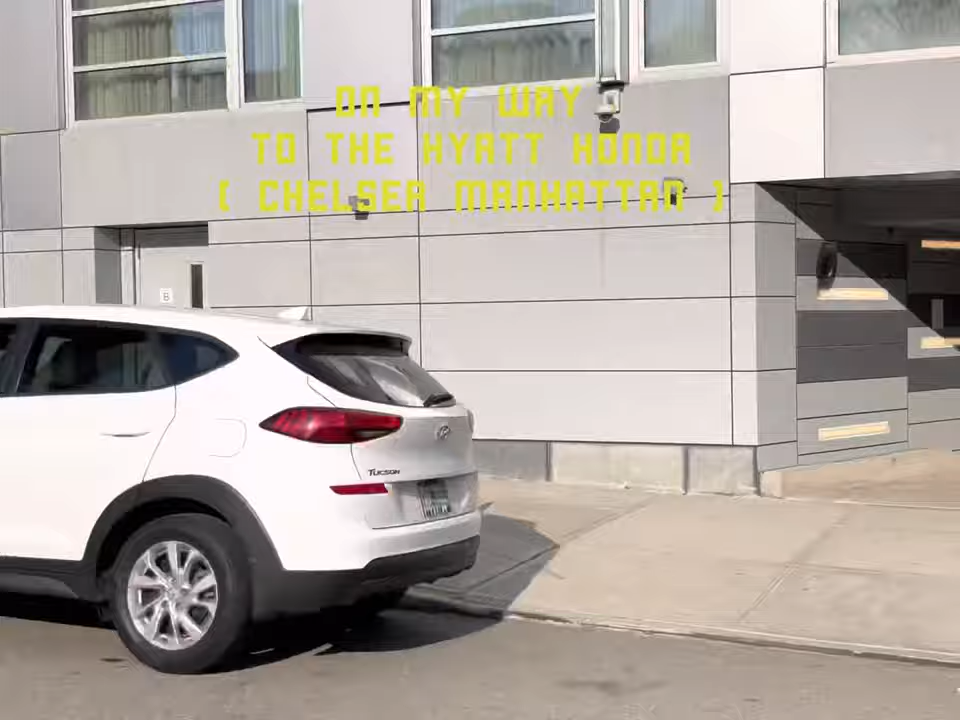 ON MY WAY
TO THE HYATT HONOR
( CHELSEA MANHATTAN )
B
TUCSON